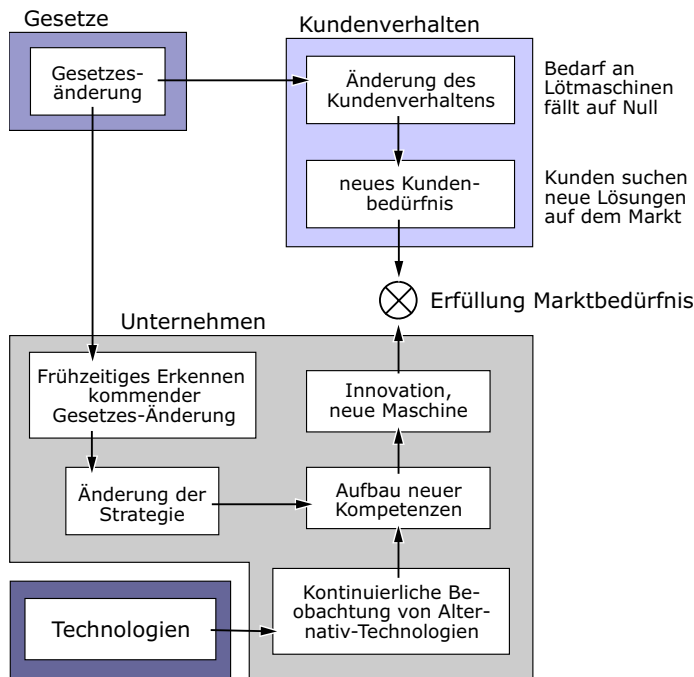 Gesetze
Kundenverhalten
Gesetzes-
änderung
Änderung des
Kundenverhaltens
Bedarf an
Lötmaschinen
fällt auf Null
neues Kunden-
bedürfnis
Kunden suchen
neue Lösungen
auf dem Markt
Erfüllung Marktbedürfnis
Unternehmen
Frühzeitiges Erkennen
kommender
Gesetzes-Änderung
Innovation,
neue Maschine
Änderung der
Strategie
Aufbau neuer
Kompetenzen
Kontinuierliche Be-
obachtung von Alter-
nativ-Technologien
Technologien